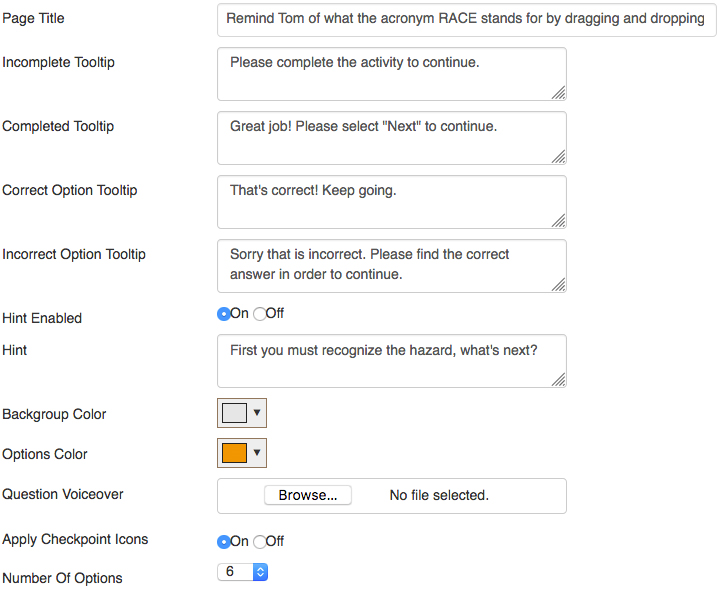 Page Title Remind Tom of what the acronym RACE stands for by dragging and dropping
Incomplete Tooltip Please complete the activity to continue.
Completed Tooltip Great job! Please select "Next" to continue.
Correct Option Tooltip That's correct! Keep going.
Incorrect Option Tooltip Sorry that is incorrect. Please find the correct
answer in order to continue.
Hint Enabled On Off
Hint First you must recognize the hazard, what's next?
Backgroup Color
Options Color
Question Voiceover Browse... No file selected.
Apply Checkpoint Icons On Off
Number Of Options 6